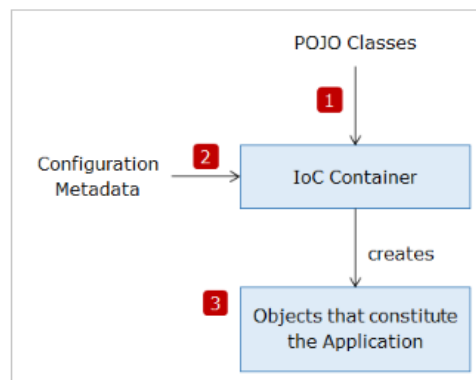 POJO Classes
1
Configuration
Metadata
2
IoC Container
creates
3
Objects that constitute
the Application